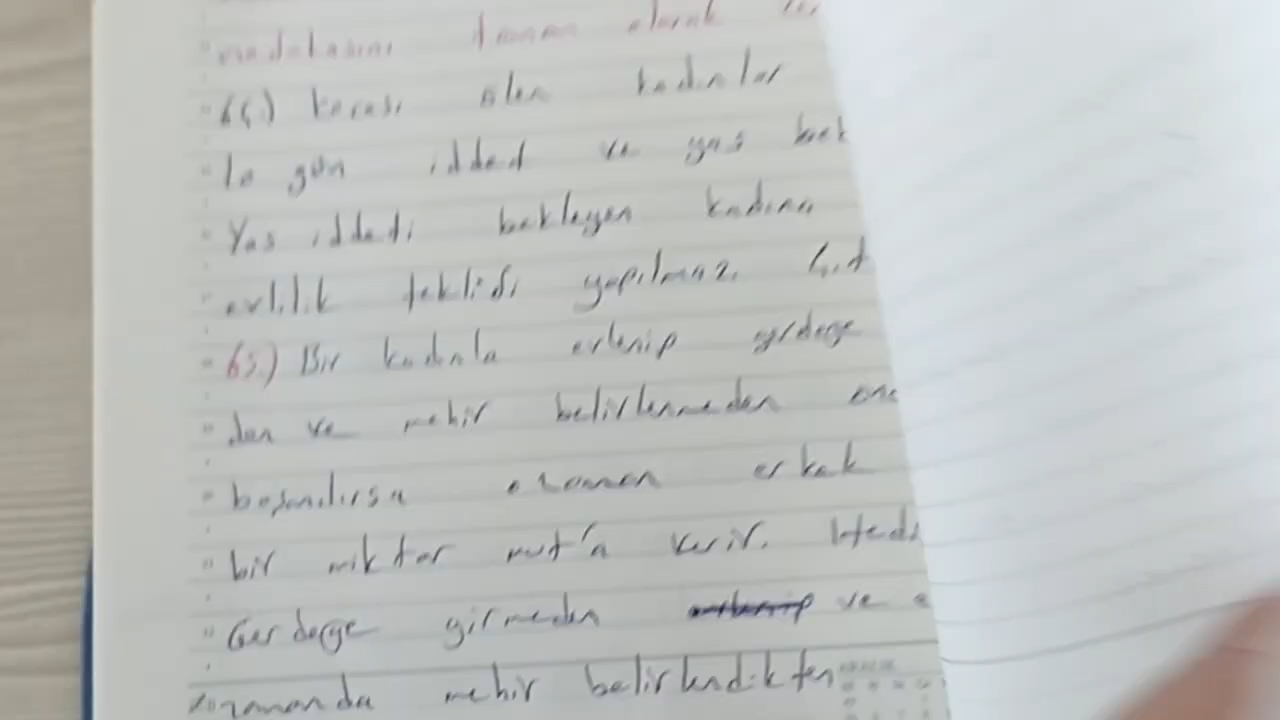 tamam olarak
64.) kocası ölen kadınlar
10 gün iddet ve yas bek
Yas iddeti bekleyen kadına
evlilik teklifi yapılmaz.
65.) Bir kadınla evlenip gerdeğe
den ve mehir belirlenmeden
boşanılırsa o zaman erkek
bir miktar mut'a verir.
Gerdeğe girmeden ve
zamanda mehir belirlendikten